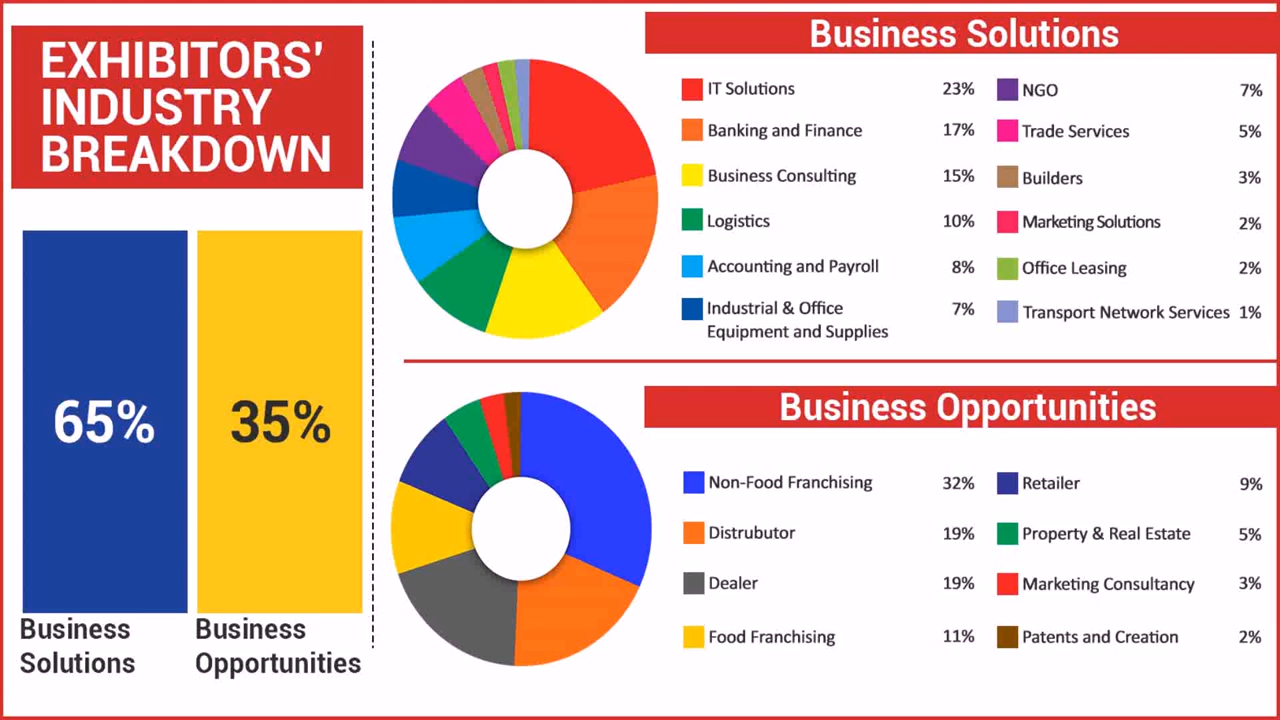 EXHIBITORS'
INDUSTRY
BREAKDOWN
65%
35%
Business
Solutions
Business
Opportunities
Business Solutions
IT Solutions 23%
Banking and Finance 17%
Business Consulting 15%
Logistics 10%
Accounting and Payroll 8%
Industrial & Office 7%
Equipment and Supplies
NGO 7%
Trade Services 5%
Builders 3%
Marketing Solutions 2%
Office Leasing 2%
Transport Network Services 1%
Business Opportunities
Non-Food Franchising 32%
Distrubutor 19%
Dealer 19%
Food Franchising 11%
Retailer 9%
Property & Real Estate 5%
Marketing Consultancy 3%
Patents and Creation 2%